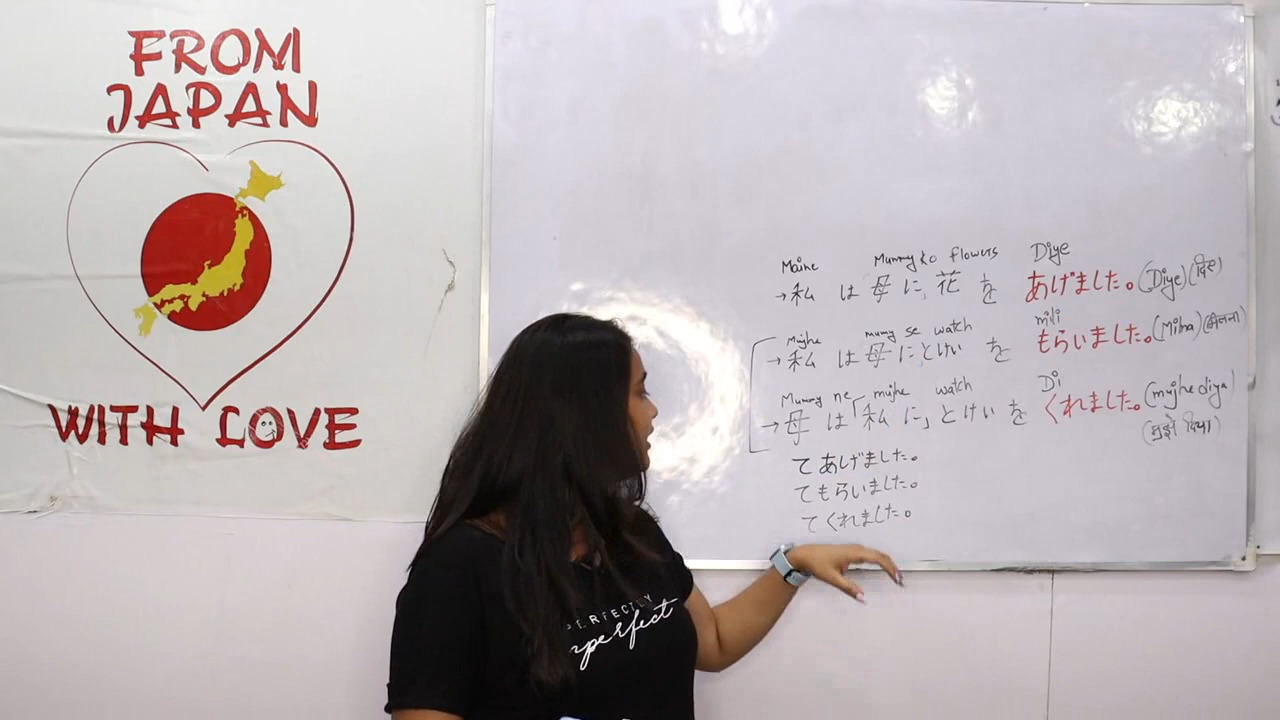 FROM
JAPAN
WITH LOVE
Maine Mummy ko flowers Diye
→私 は 母 に, 花 を あげました。(Diye)(दिए)
Mujhe mumy se watch mili
→私 は 母 に とけい を もらいました。(Milna)
Mummy ne mujhe watch Di
→母 は 「私 に」 とけい を くれました。(mujhe diya)
(मुझे दिया)
て あげました。
て もらいました。
て くれました。
PERFECTLY
imperfect